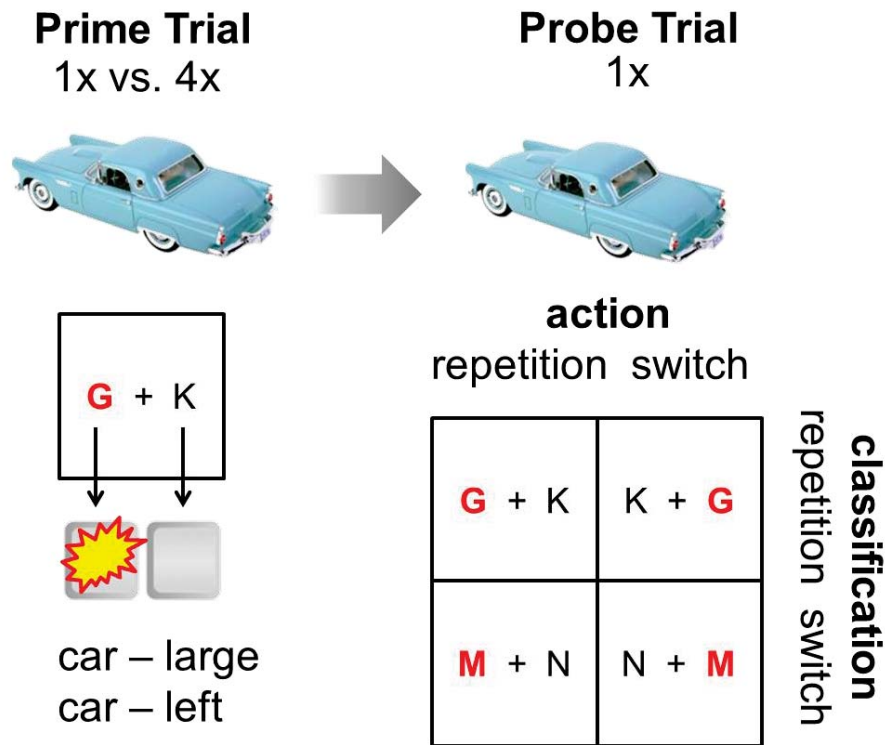 Prime Trial
1x vs. 4x
Probe Trial
1x
G + K
car – large
car – left
action
repetition switch
G + K K + G
M + N N + M
classification
repetition switch